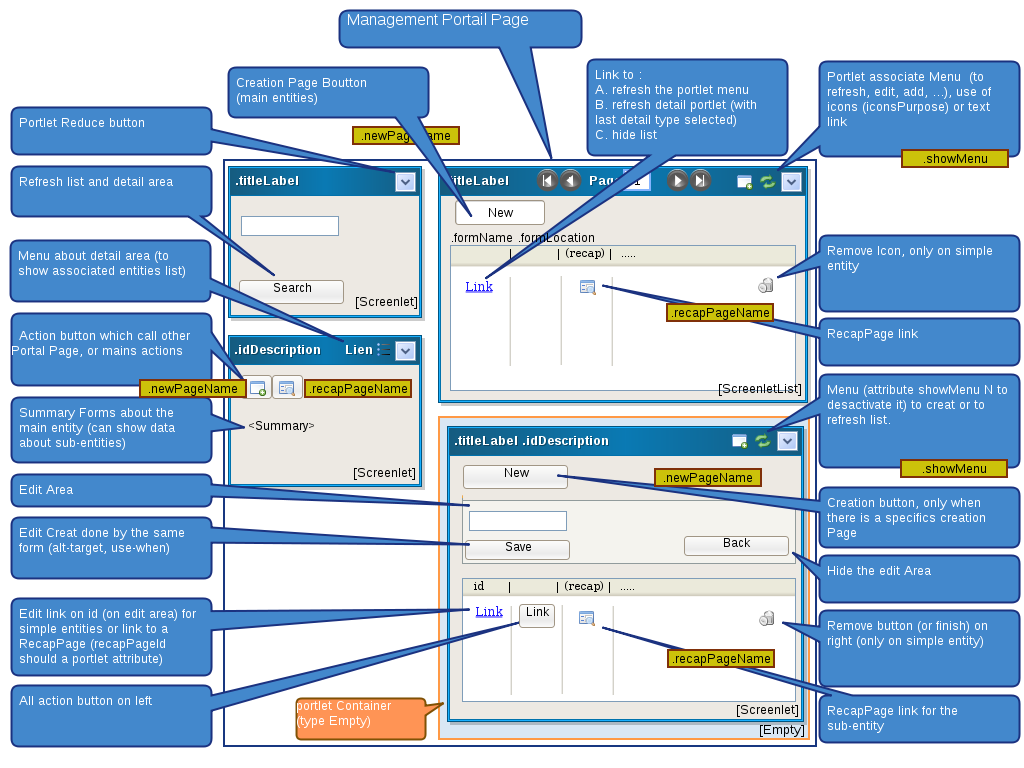 Management Portail Page
Creation Page Boutton
(main entities)
Link to :
A. refresh the portlet menu
B. refresh detail portlet (with
last detail type selected)
C. hide list
Portlet associate Menu (to
refresh, edit, add, ...), use of
icons (iconsPurpose) or text
link
.showMenu
Portlet Reduce button
.newPageName
Refresh list and detail area
.titleLabel
.titleLabel
1
New
.formName .formLocation
Menu about detail area (to
show associated entities list)
| | (recap) | .....
Remove Icon, only on simple
entity
Search
[Screenlet]
Link
.recapPageName
RecapPage link
Action button which call other
Portal Page, or mains actions
.idDescription Lien
.newPageName
.recapPageName
[ScreenletList]
Menu (attribute showMenu N to
desactivate it) to creat or to
refresh list.
.showMenu
Summary Forms about the
main entity (can show data
about sub-entities)
<Summary>
[Screenlet]
.titleLabel .idDescription
New
.newPageName
Edit Area
Creation button, only when
there is a specifics creation
Page
Edit Creat done by the same
form (alt-target, use-when)
Save
Back
Hide the edit Area
id | | (recap) | .....
Edit link on id (on edit area) for
simple entities or link to a
RecapPage (recapPageId
should a portlet attribute)
Link
Link
Remove button (or finish) on
right (only on simple entity)
.recapPageName
All action button on left
portlet Container
(type Empty)
[Screenlet]
[Empty]
RecapPage link for the
sub-entity